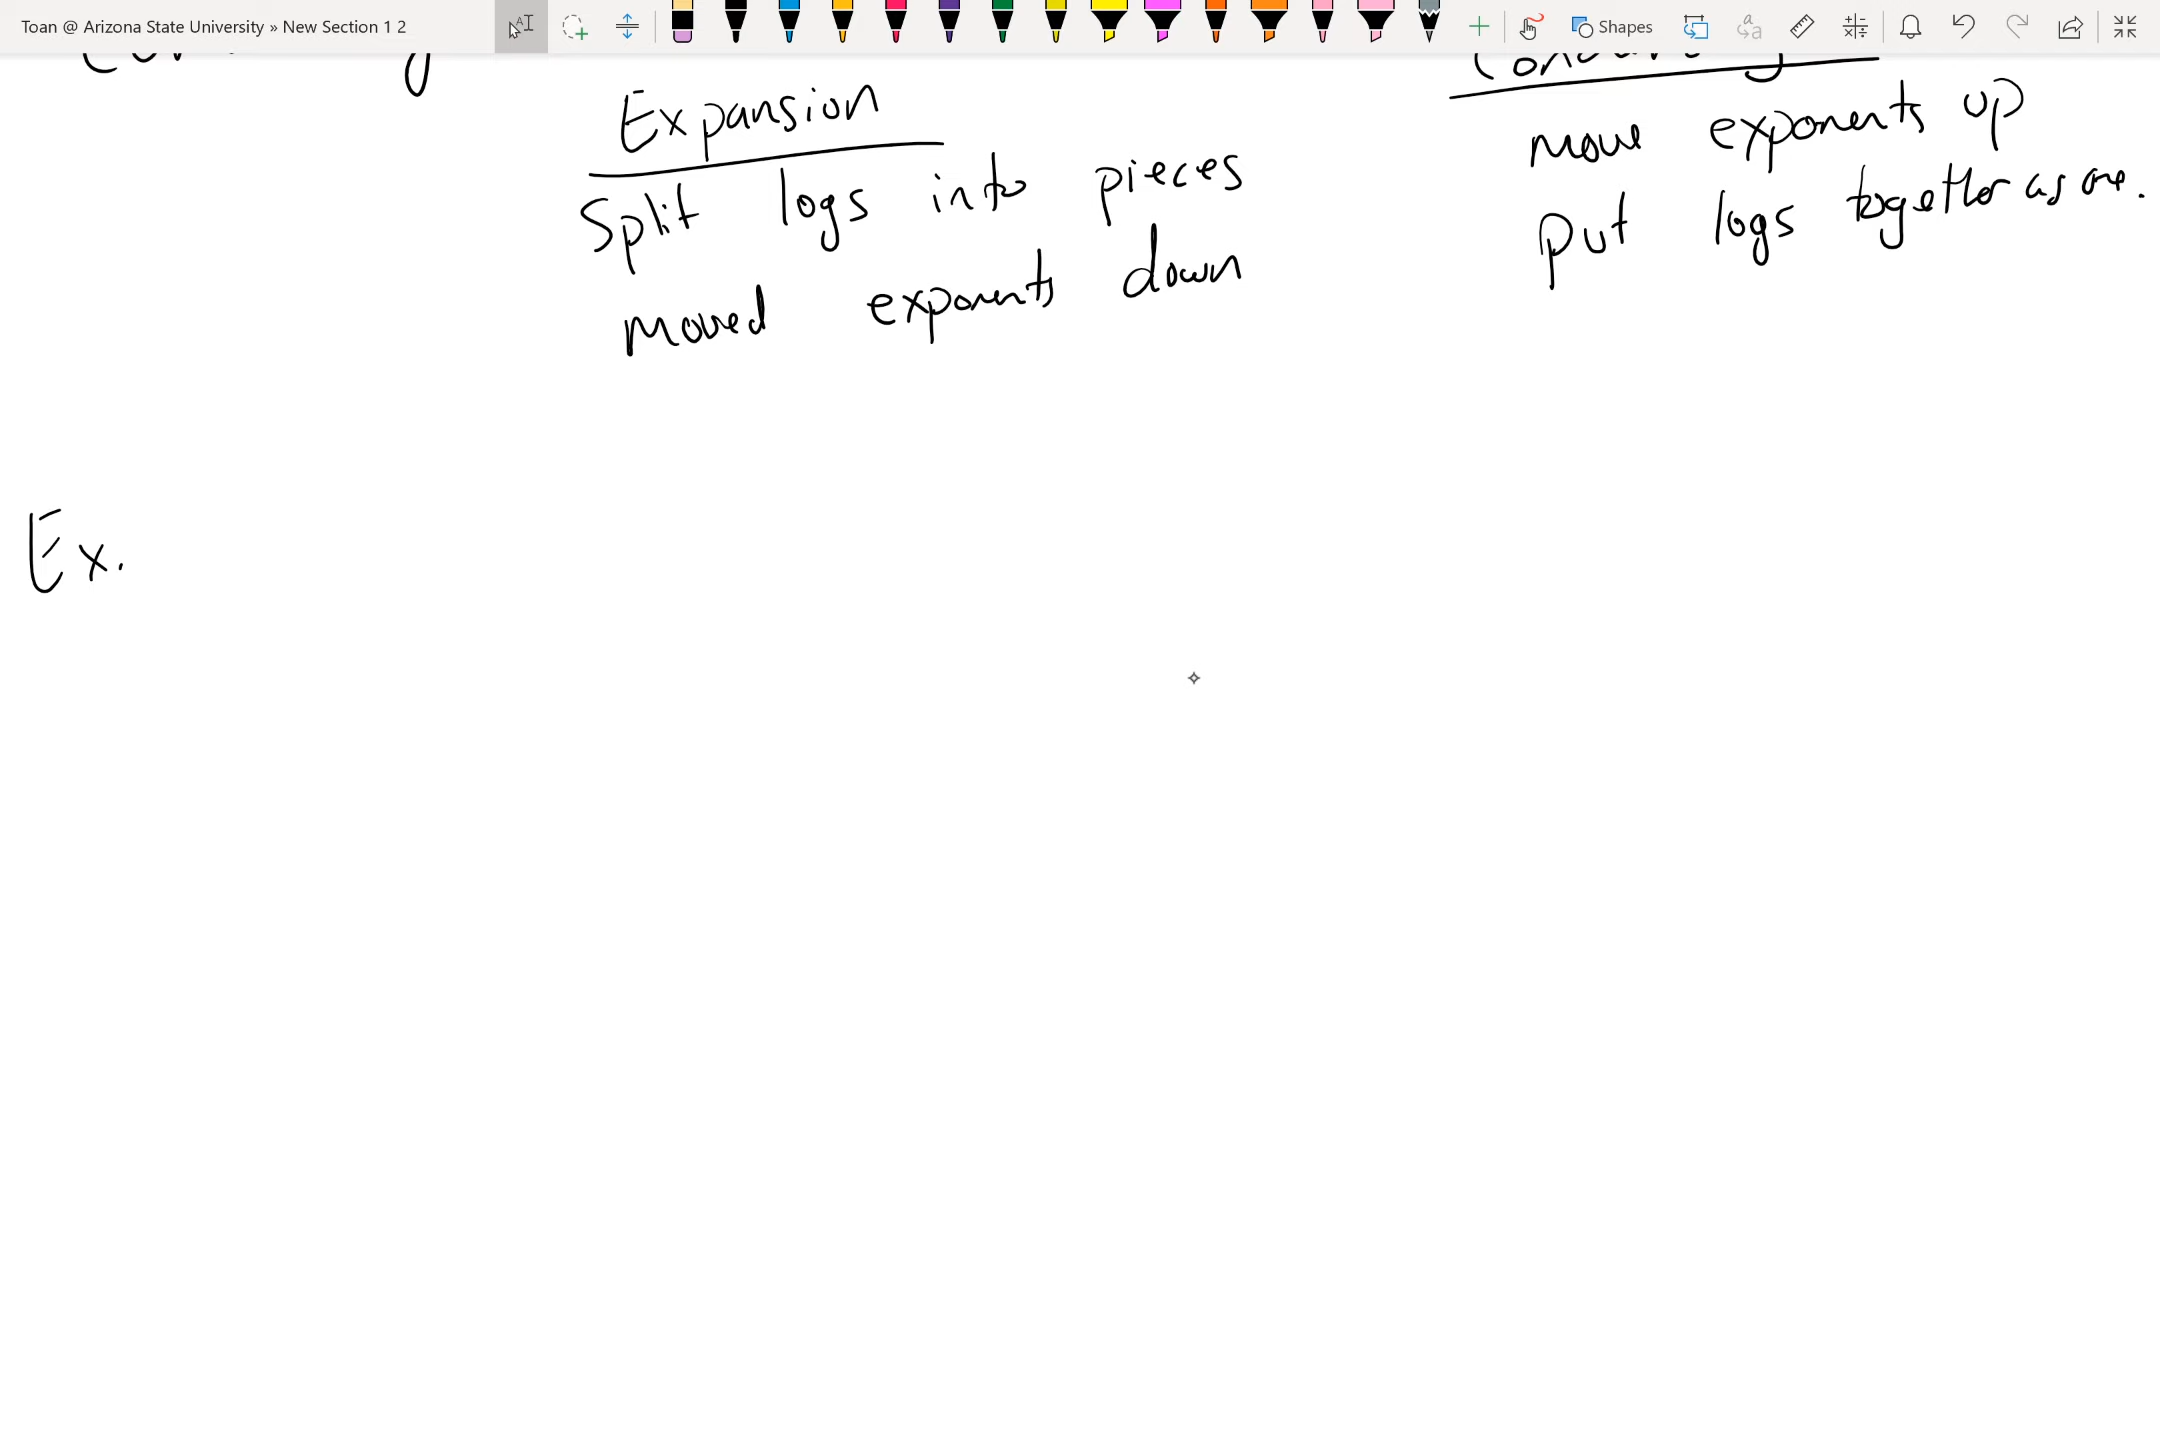 Toan @ Arizona State University » New Section 1 2
Shapes
Expansion
Split logs into pieces
moved exponents down
move exponents up
put logs together as one.
Ex.